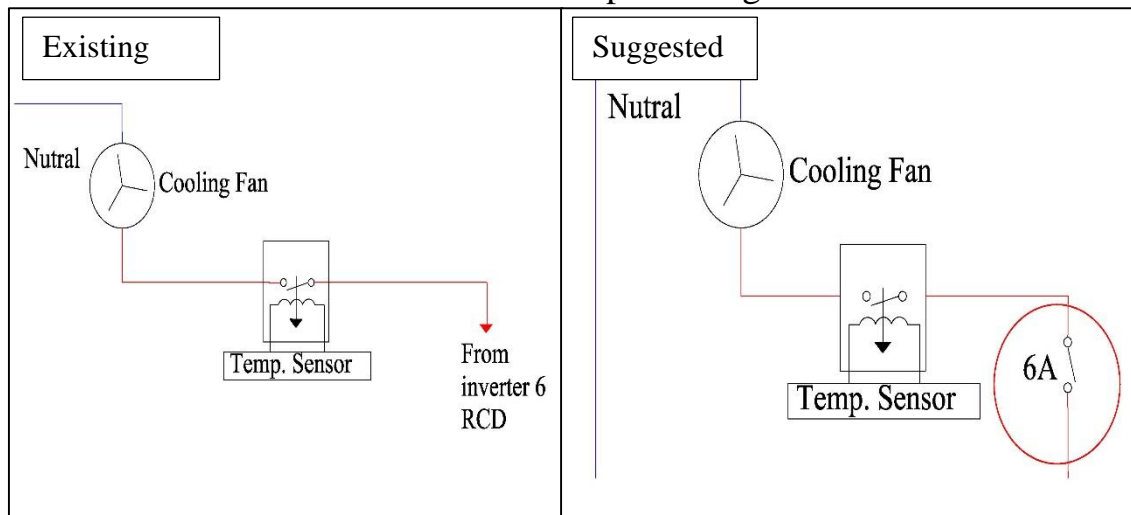 Existing
Nutral
Cooling Fan
Temp. Sensor
From
inverter 6
RCD
Suggested
Nutral
Cooling Fan
6A
Temp. Sensor